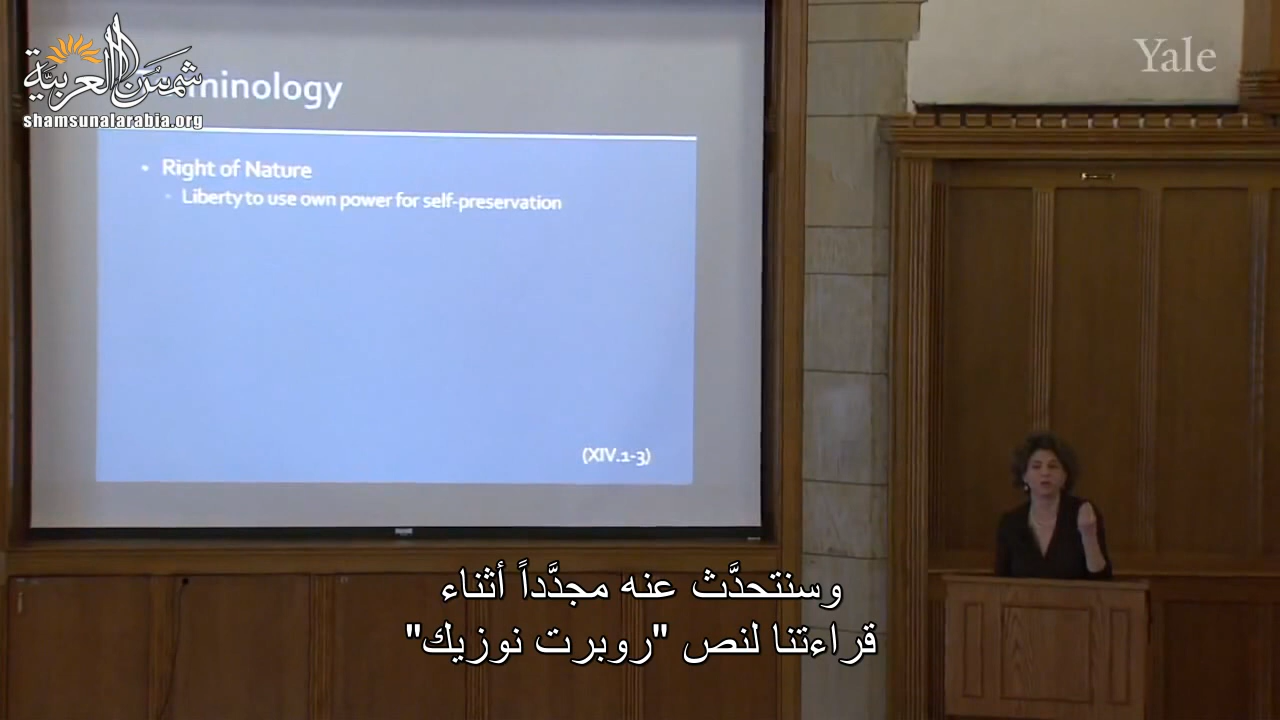 شمس العربية
shamsunalarabia.org
minology
Yale
• Right of Nature
Liberty to use own power for self-preservation
(XIV.1-3)
وسنتحدَّث عنه مجدَّداً أثناء
قراءتنا لنص "روبرت نوزيك"